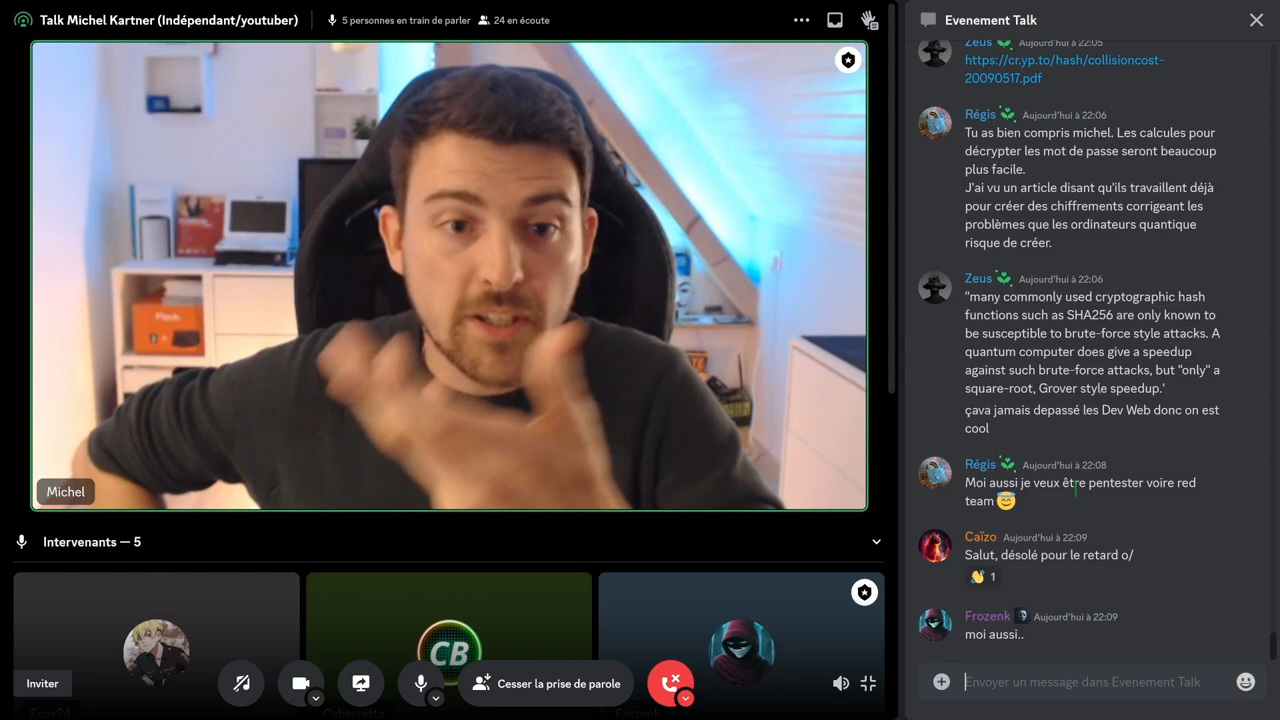 Talk Michel Kartner (Indépendant/youtuber)
5 personnes en train de parler
24 en écoute
Michel
Intervenants — 5
CB
Inviter
Cesser la prise de parole
Evenement Talk
Zeus Aujourd'hui à 22:05
https://cr.yp.to/hash/collisioncost-
20090517.pdf
Régis Aujourd'hui à 22:06
Tu as bien compris michel. Les calcules pour
décrypter les mot de passe seront beaucoup
plus facile.
J'ai vu un article disant qu'ils travaillent déjà
pour créer des chiffrements corrigeant les
problèmes que les ordinateurs quantique
risque de créer.
Zeus Aujourd'hui à 22:06
"many commonly used cryptographic hash
functions such as SHA256 are only known to
be susceptible to brute-force style attacks. A
quantum computer does give a speedup
against such brute-force attacks, but "only" a
square-root, Grover style speedup.'
çava jamais depassé les Dev Web donc on est
cool
Régis Aujourd'hui à 22:08
Moi aussi je veux être pentester voire red
team
Caïzo Aujourd'hui à 22:09
Salut, désolé pour le retard o/
1
Frozenk Aujourd'hui à 22:09
moi aussi..
Envoyer un message dans Evenement Talk